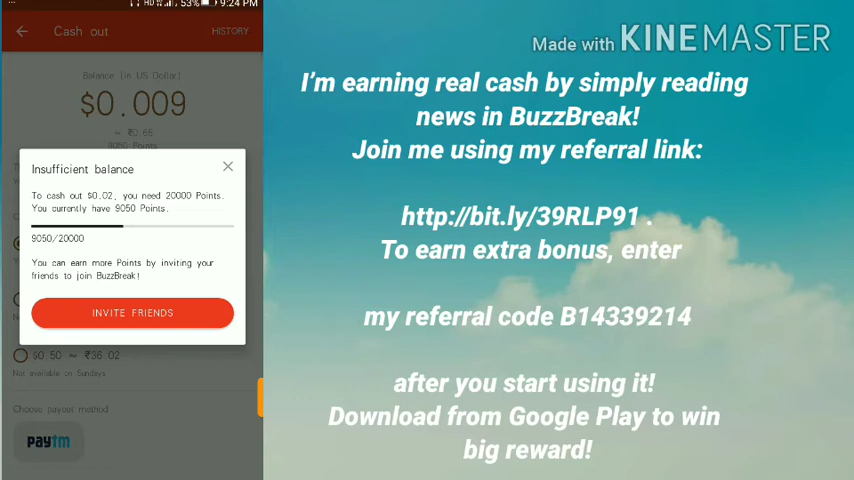 53% 9:24 PM
Cash out
HISTORY
Balance (in US Dollar)
$0.009
≈ ₹0.65
9050 Points
Insufficient balance
To cash out $0.02, you need 20000 Points.
You currently have 9050 Points.
9050/20000
You can earn more Points by inviting your
friends to join BuzzBreak!
INVITE FRIENDS
$0.50 ≈ ₹36.02
Not available on Sundays
Choose payout method
paytm
Made with KINEMASTER
I'm earning real cash by simply reading
news in BuzzBreak!
Join me using my referral link:
http://bit.ly/39RLP91 .
To earn extra bonus, enter
my referral code B14339214
after you start using it!
Download from Google Play to win
big reward!